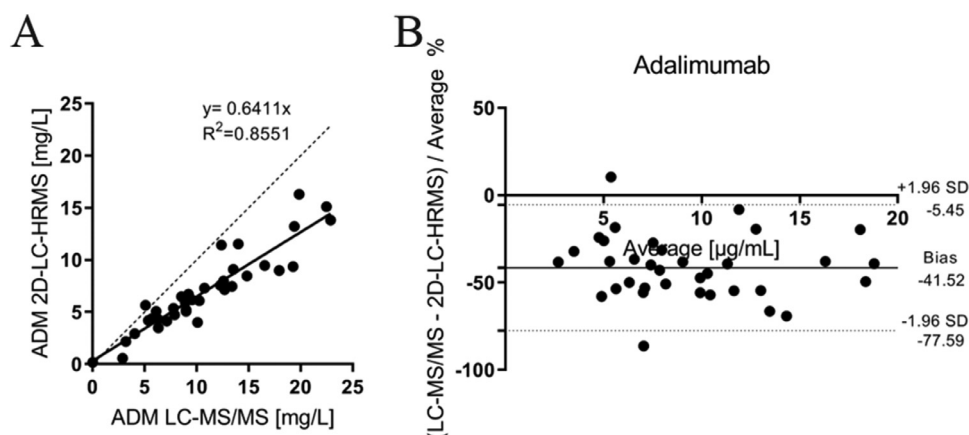 A
ADM 2D-LC-HRMS [mg/L]
25
20
15
10
5
0
y= 0.6411x
R²=0.8551
0 5 10 15 20 25
ADM LC-MS/MS [mg/L]
B
(LC-MS/MS - 2D-LC-HRMS) / Average %
Adalimumab
50
0
-50
-100
5 10 15 20
Average [µg/mL]
+1.96 SD
-5.45
Bias
-41.52
-1.96 SD
-77.59